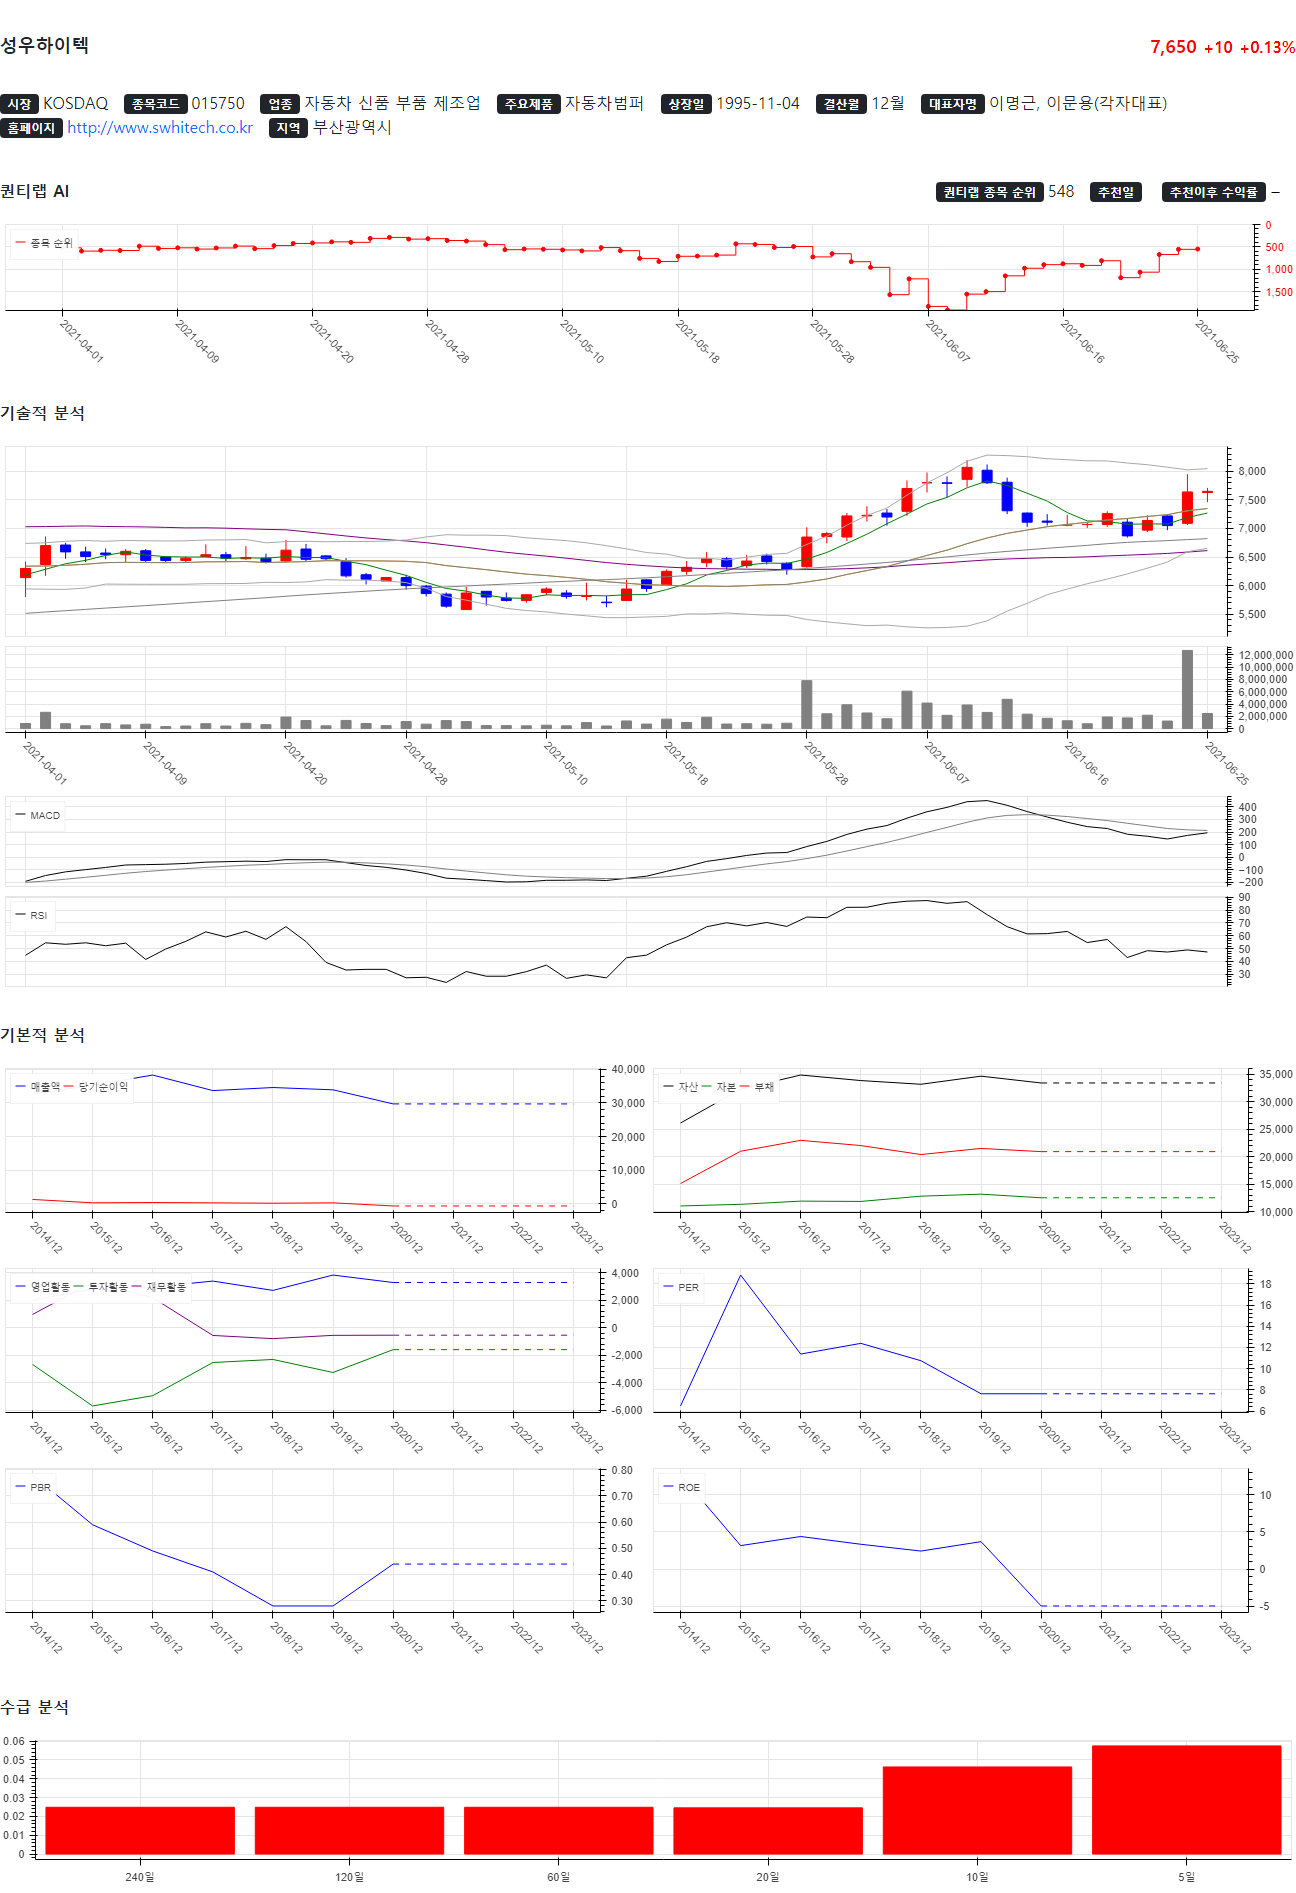 성우하이텍 7,650 +10 +0.13%
시장 KOSDAQ 종목코드 015750 업종 자동차 신품 부품 제조업 주요제품 자동차범퍼 상장일 1995-11-04 결산월 12월 대표자명 이명근, 이문용(각자대표)
홈페이지 http://www.swhitech.co.kr 지역 부산광역시
퀀티랩 AI 퀀티랩 종목 순위 548 추천일 추천이후 수익률 –
종목 순위
0
500
1,000
1,500
2021-04-01 2021-04-09 2021-04-20 2021-04-28 2021-05-10 2021-05-18 2021-05-28 2021-06-07 2021-06-16 2021-06-25
기술적 분석
8,000
7,500
7,000
6,500
6,000
5,500
12,000,000
10,000,000
8,000,000
6,000,000
4,000,000
2,000,000
0
2021-04-01 2021-04-09 2021-04-20 2021-04-28 2021-05-10 2021-05-18 2021-05-28 2021-06-07 2021-06-16 2021-06-25
MACD
400
300
200
100
0
−100
−200
RSI
90
80
70
60
50
40
30
기본적 분석
매출액 당기순이익
40,000
30,000
20,000
10,000
0
2014/12 2015/12 2016/12 2017/12 2018/12 2019/12 2020/12 2021/12 2022/12 2023/12
자산 자본 부채
35,000
30,000
25,000
20,000
15,000
10,000
2014/12 2015/12 2016/12 2017/12 2018/12 2019/12 2020/12 2021/12 2022/12 2023/12
영업활동 투자활동 재무활동
4,000
2,000
0
-2,000
-4,000
-6,000
2014/12 2015/12 2016/12 2017/12 2018/12 2019/12 2020/12 2021/12 2022/12 2023/12
PER
18
16
14
12
10
8
6
2014/12 2015/12 2016/12 2017/12 2018/12 2019/12 2020/12 2021/12 2022/12 2023/12
PBR
0.80
0.70
0.60
0.50
0.40
0.30
2014/12 2015/12 2016/12 2017/12 2018/12 2019/12 2020/12 2021/12 2022/12 2023/12
ROE
10
5
0
-5
2014/12 2015/12 2016/12 2017/12 2018/12 2019/12 2020/12 2021/12 2022/12 2023/12
수급 분석
0.06
0.05
0.04
0.03
0.02
0.01
0
240일 120일 60일 20일 10일 5일